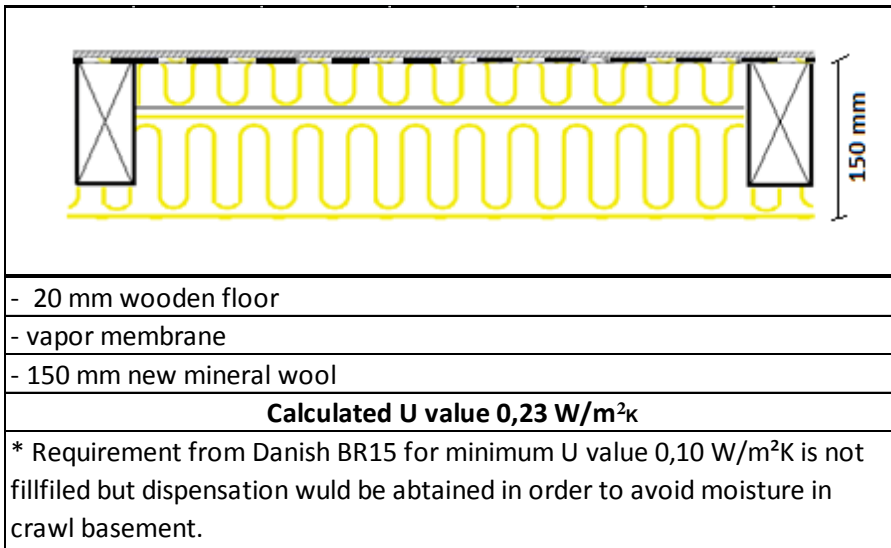 150 mm
- 20 mm wooden floor
- vapor membrane
- 150 mm new mineral wool
Calculated U value 0,23 W/m²K
* Requirement from Danish BR15 for minimum U value 0,10 W/m²K is not
fillfiled but dispensation wuld be abtained in order to avoid moisture in
crawl basement.